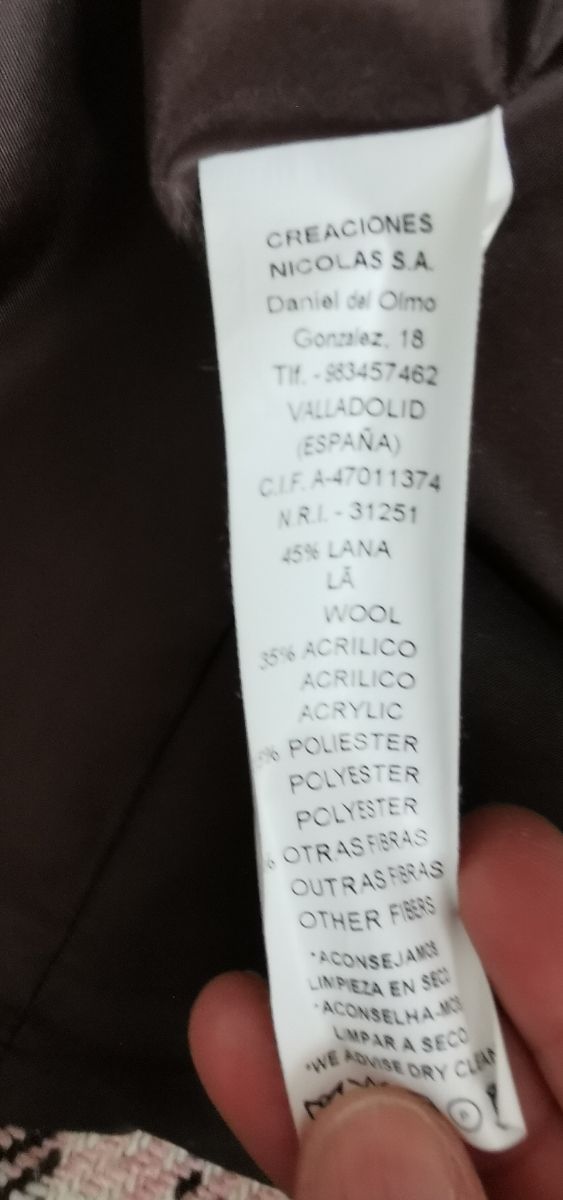 CREACIONES
NICOLAS S.A.
Daniel del Olmo
Gonzalez, 18
Tlf. - 983457462
VALLADOLID
(ESPAÑA)
C.I.F. A-47011374
N.R.I. - 31251
45% LANA
LÃ
WOOL
35% ACRILICO
ACRILICO
ACRYLIC
% POLIESTER
POLYESTER
POLYESTER
OTRAS FIBRAS
OUTRAS FIBRAS
OTHER FIBERS
*ACONSEJAMOS
LIMPIEZA EN SECO
*ACONSELHA-MOS
LIMPAR A SECO
*WE ADVISE DRY CLEAN